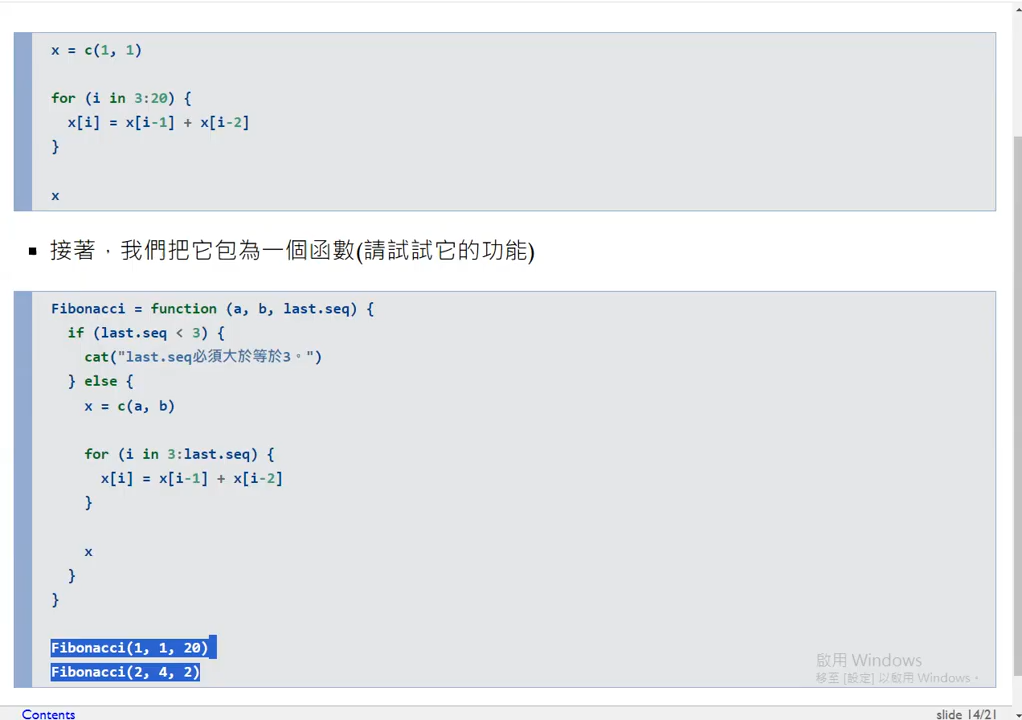 x = c(1, 1)
for (i in 3:20) {
x[i] = x[i-1] + x[i-2]
}
x
▪ 接著，我們把它包為一個函數(請試試它的功能)
Fibonacci = function (a, b, last.seq) {
if (last.seq < 3) {
cat("last.seq必須大於等於3。")
} else {
x = c(a, b)
for (i in 3:last.seq) {
x[i] = x[i-1] + x[i-2]
}
x
}
}
Fibonacci(1, 1, 20)
Fibonacci(2, 4, 2)
啟用 Windows
移至 [設定] 以啟用 Windows。
Contents
slide 14/21